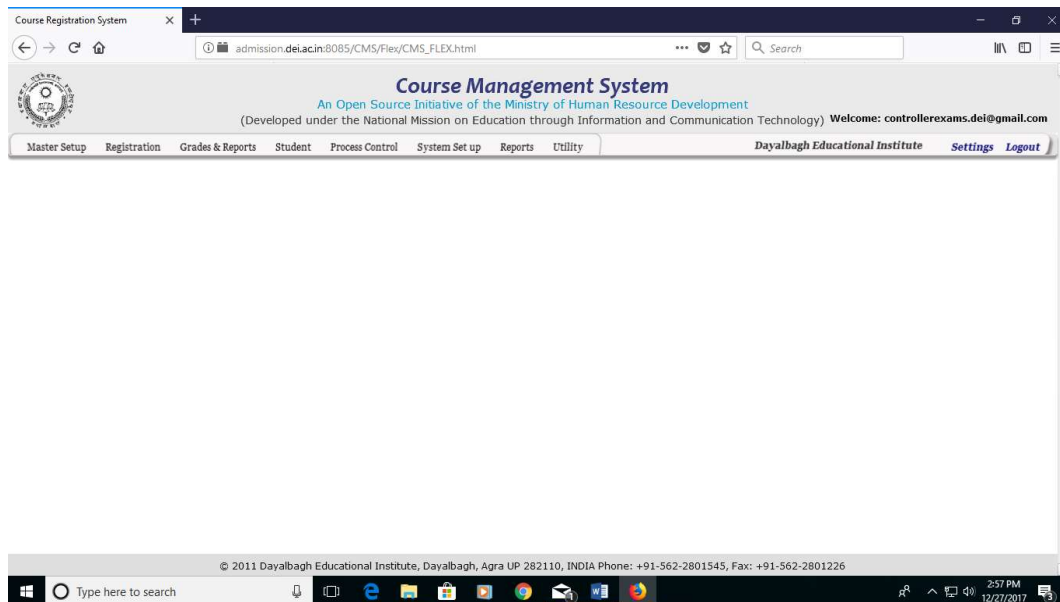 Course Registration System
admission.dei.ac.in:8085/CMS/Flex/CMS_FLEX.html
Search
Course Management System
An Open Source Initiative of the Ministry of Human Resource Development
(Developed under the National Mission on Education through Information and Communication Technology) Welcome: controllerexams.dei@gmail.com
Master Setup Registration Grades & Reports Student Process Control System Set up Reports Utility Dayalbagh Educational Institute Settings Logout
© 2011 Dayalbagh Educational Institute, Dayalbagh, Agra UP 282110, INDIA Phone: +91-562-2801545, Fax: +91-562-2801226
Type here to search
2:57 PM
12/27/2017